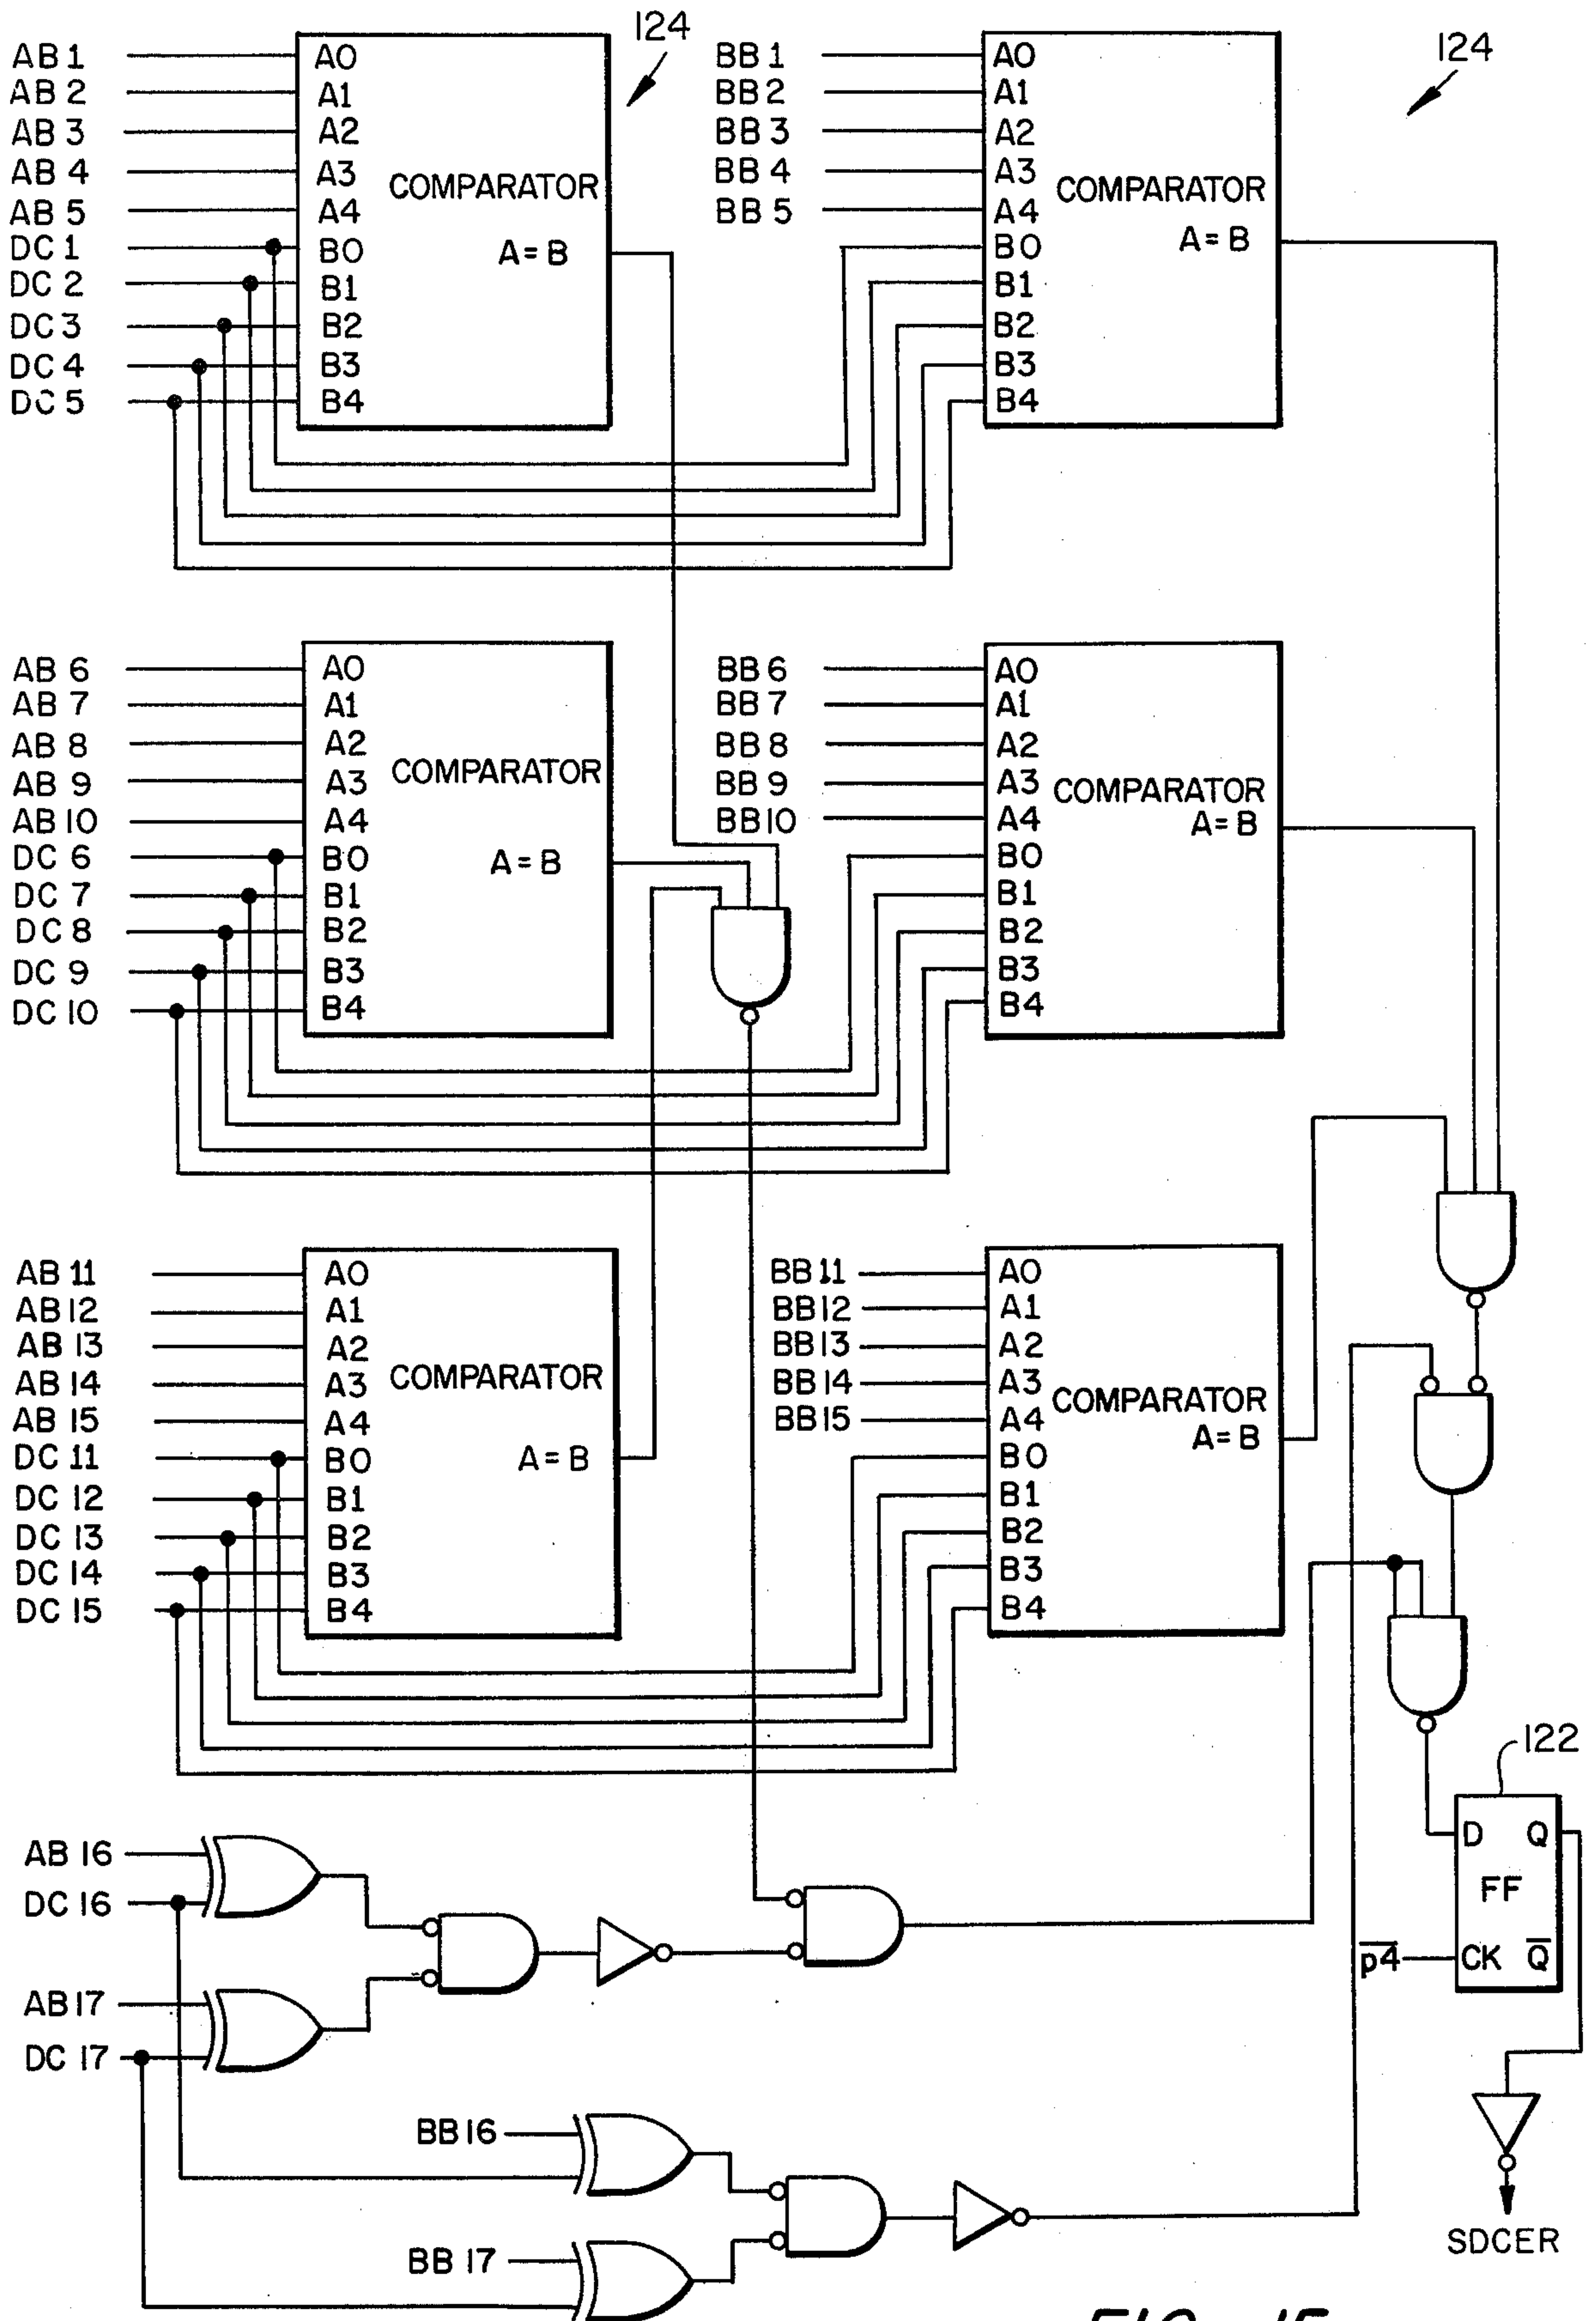 124
124
AB 1
AB 2
AB 3
AB 4
AB 5
DC 1
DC 2
DC 3
DC 4
DC 5
A0
A1
A2
A3
A4
B0
B1
B2
B3
B4
COMPARATOR
A = B
BB 1
BB 2
BB 3
BB 4
BB 5
A0
A1
A2
A3
A4
B0
B1
B2
B3
B4
COMPARATOR
A = B
AB 6
AB 7
AB 8
AB 9
AB 10
DC 6
DC 7
DC 8
DC 9
DC 10
A0
A1
A2
A3
A4
B0
B1
B2
B3
B4
COMPARATOR
A = B
BB 6
BB 7
BB 8
BB 9
BB 10
A0
A1
A2
A3
A4
B0
B1
B2
B3
B4
COMPARATOR
A = B
AB 11
AB 12
AB 13
AB 14
AB 15
DC 11
DC 12
DC 13
DC 14
DC 15
A0
A1
A2
A3
A4
B0
B1
B2
B3
B4
COMPARATOR
A = B
BB 11
BB 12
BB 13
BB 14
BB 15
A0
A1
A2
A3
A4
B0
B1
B2
B3
B4
COMPARATOR
A = B
122
D Q
FF
CK Q̅
p̅4̅
AB 16
DC 16
AB 17
DC 17
BB 16
BB 17
SDCER